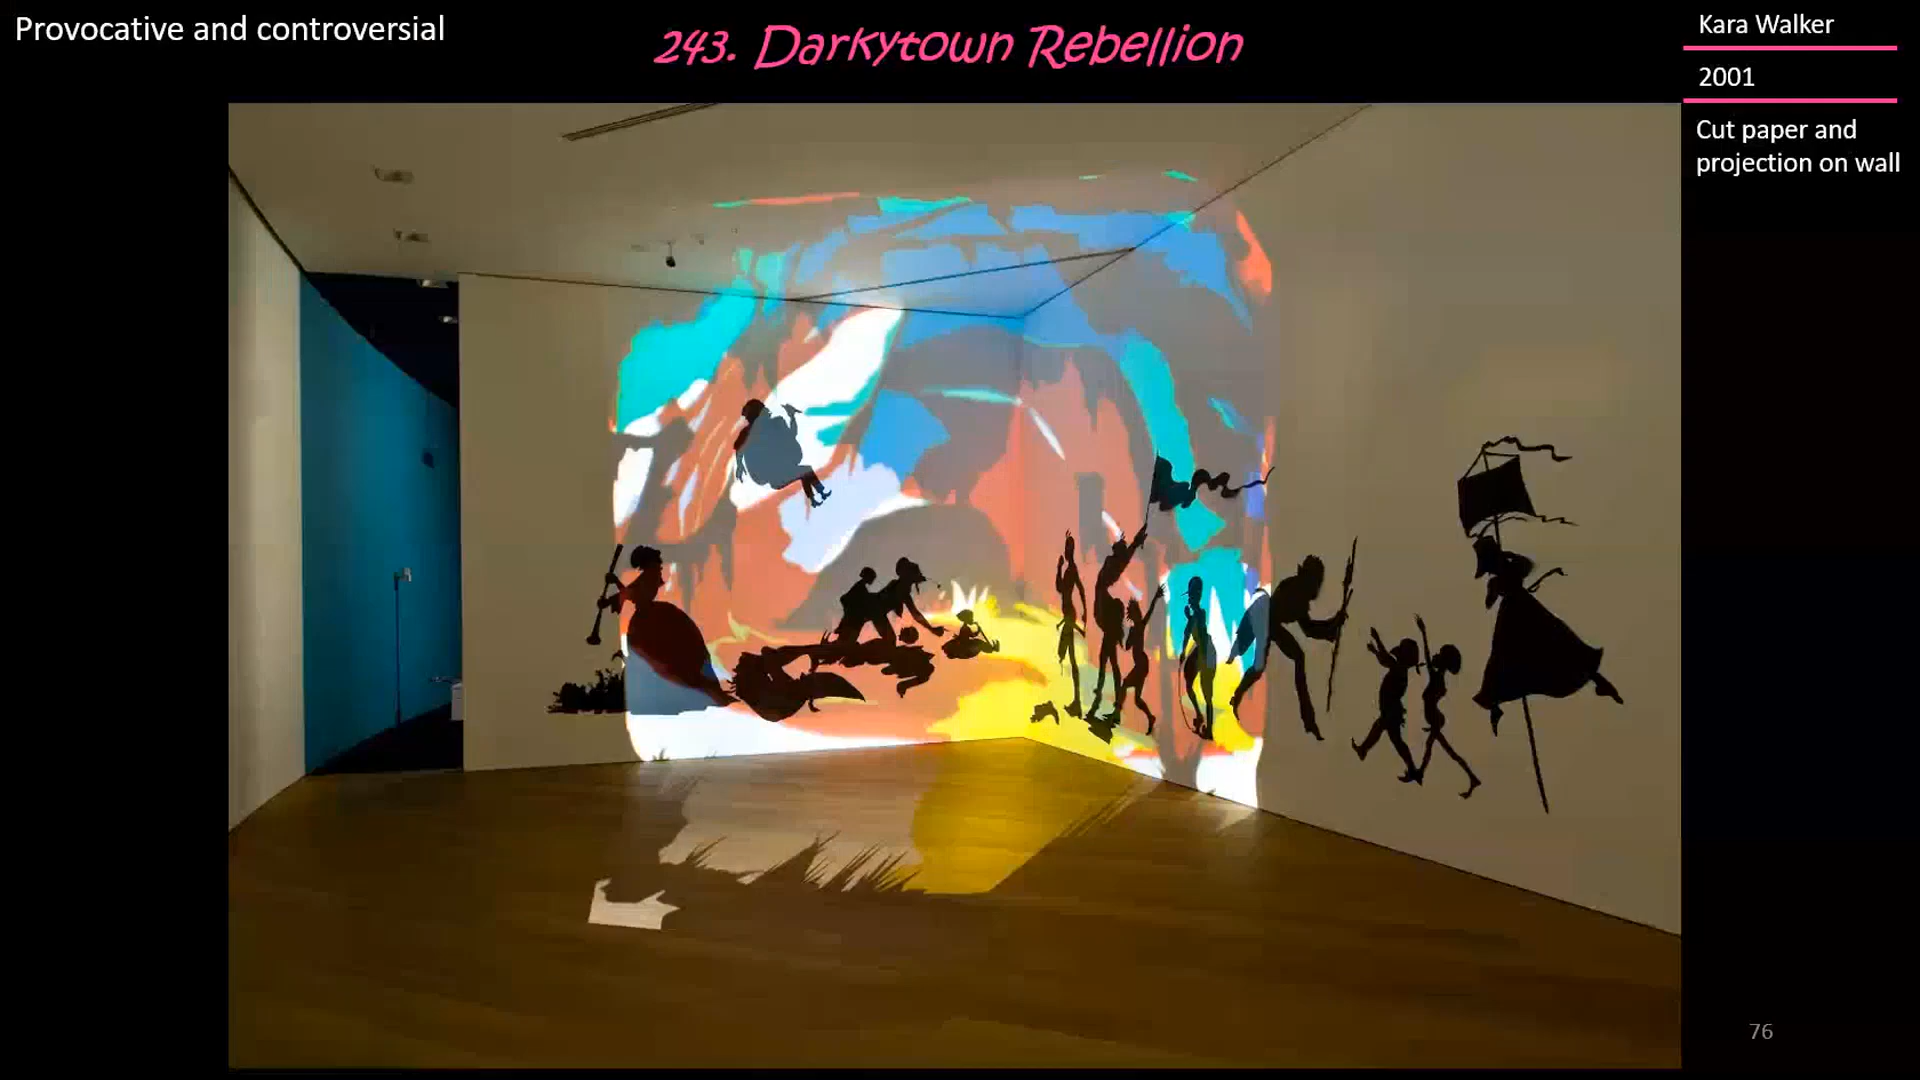 Provocative and controversial
243. Darkytown Rebellion
Kara Walker
2001
Cut paper and
projection on wall
76